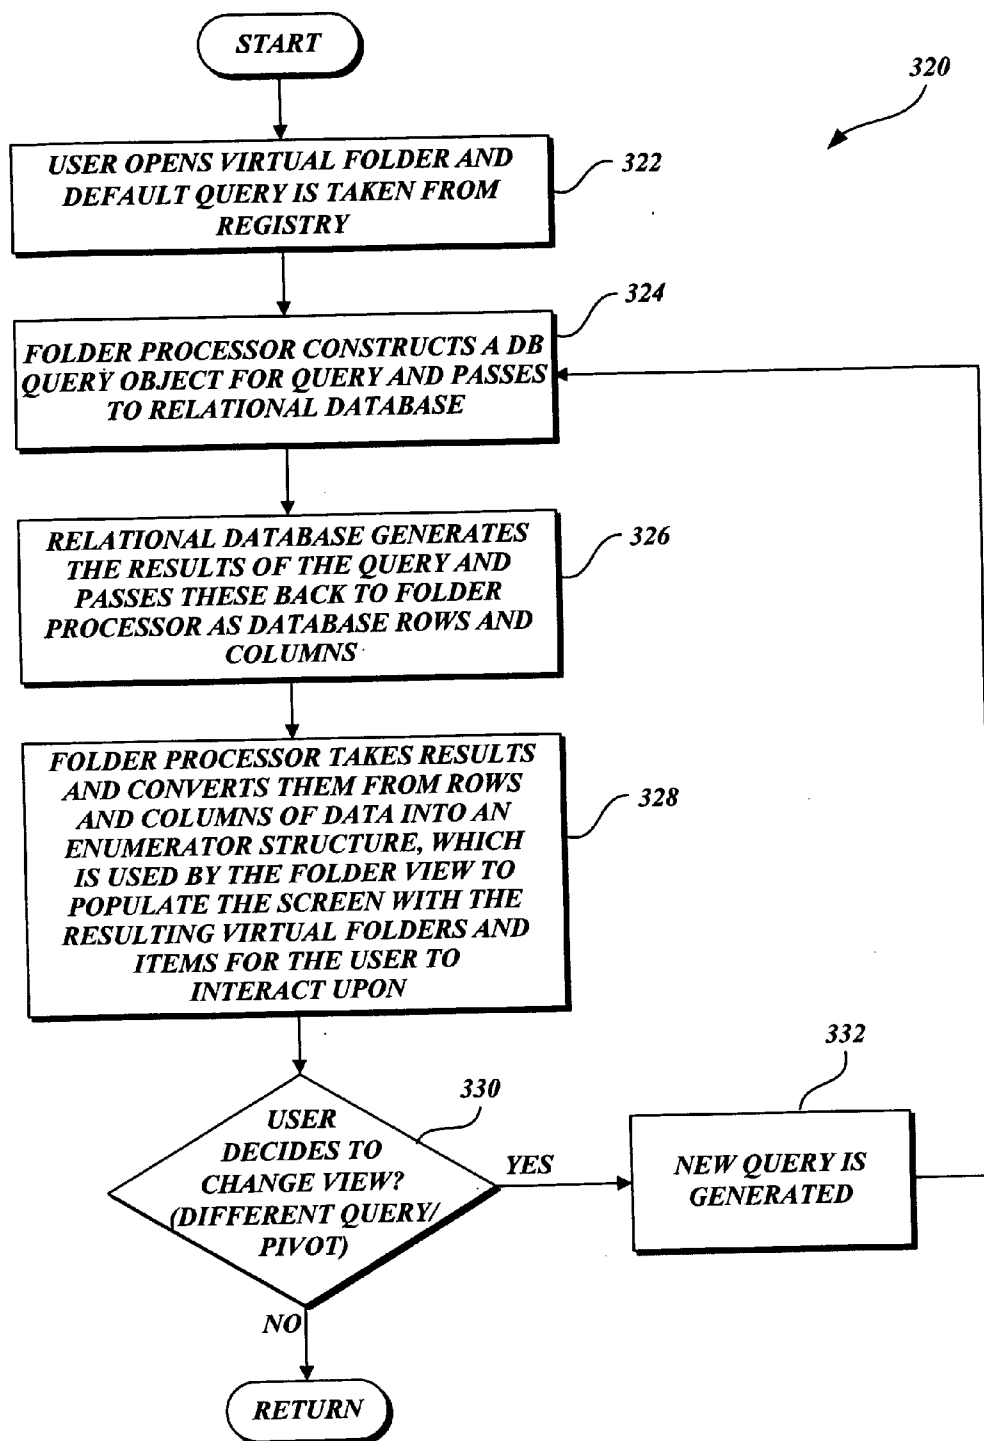 START
320
USER OPENS VIRTUAL FOLDER AND
DEFAULT QUERY IS TAKEN FROM
REGISTRY
322
324
FOLDER PROCESSOR CONSTRUCTS A DB
QUERY OBJECT FOR QUERY AND PASSES
TO RELATIONAL DATABASE
RELATIONAL DATABASE GENERATES
THE RESULTS OF THE QUERY AND
PASSES THESE BACK TO FOLDER
PROCESSOR AS DATABASE ROWS AND
COLUMNS
326
FOLDER PROCESSOR TAKES RESULTS
AND CONVERTS THEM FROM ROWS
AND COLUMNS OF DATA INTO AN
ENUMERATOR STRUCTURE, WHICH
IS USED BY THE FOLDER VIEW TO
POPULATE THE SCREEN WITH THE
RESULTING VIRTUAL FOLDERS AND
ITEMS FOR THE USER TO
INTERACT UPON
328
330
USER
DECIDES TO
CHANGE VIEW?
(DIFFERENT QUERY/
PIVOT)
YES
332
NEW QUERY IS
GENERATED
NO
RETURN